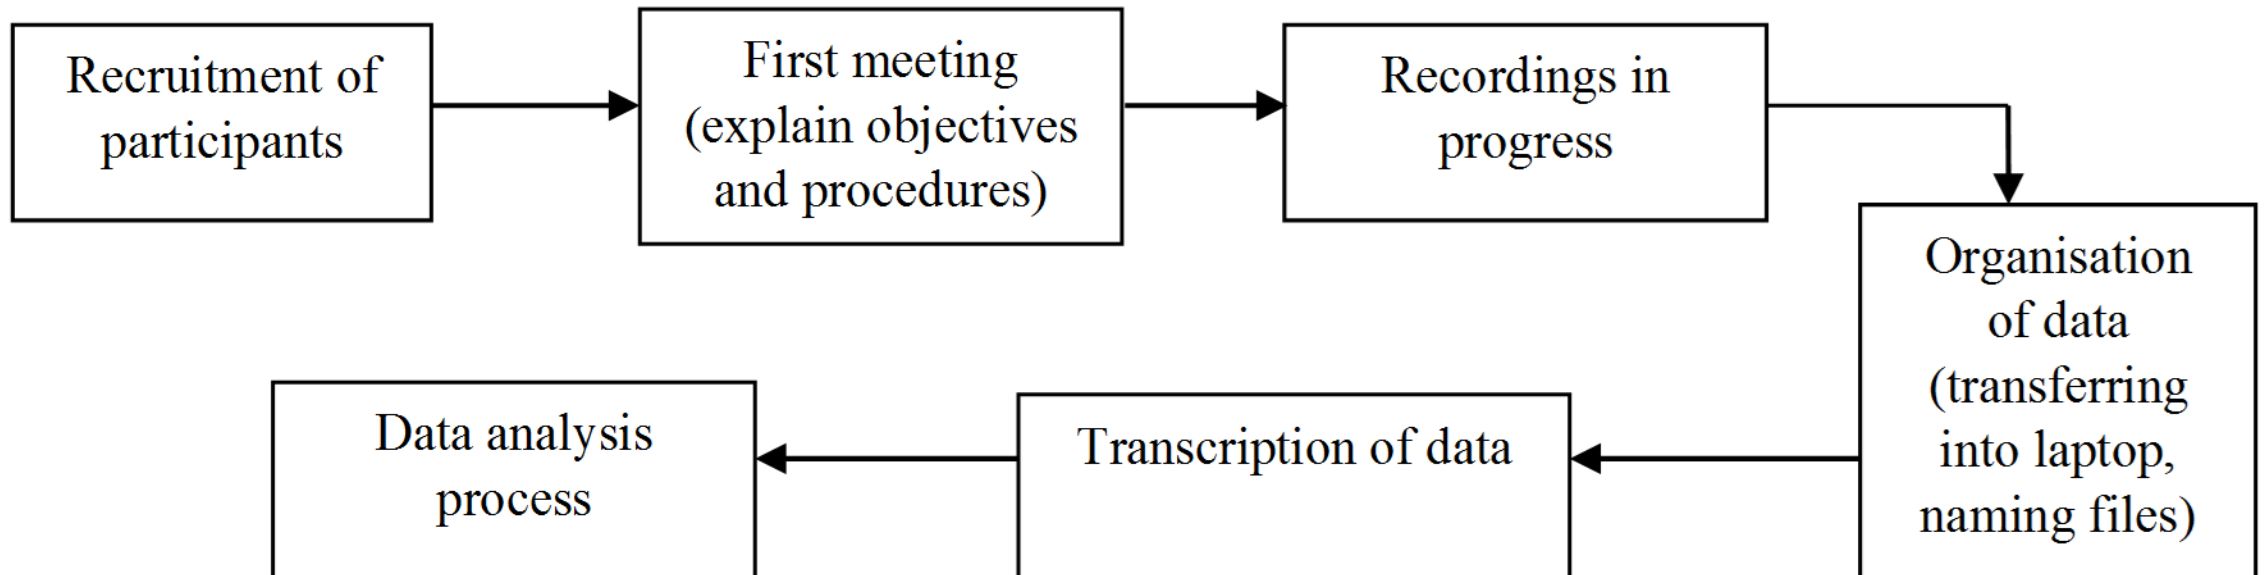 Recruitment of
participants
First meeting
(explain objectives
and procedures)
Recordings in
progress
Organisation
of data
(transferring
into laptop,
naming files)
Transcription of data
Data analysis
process